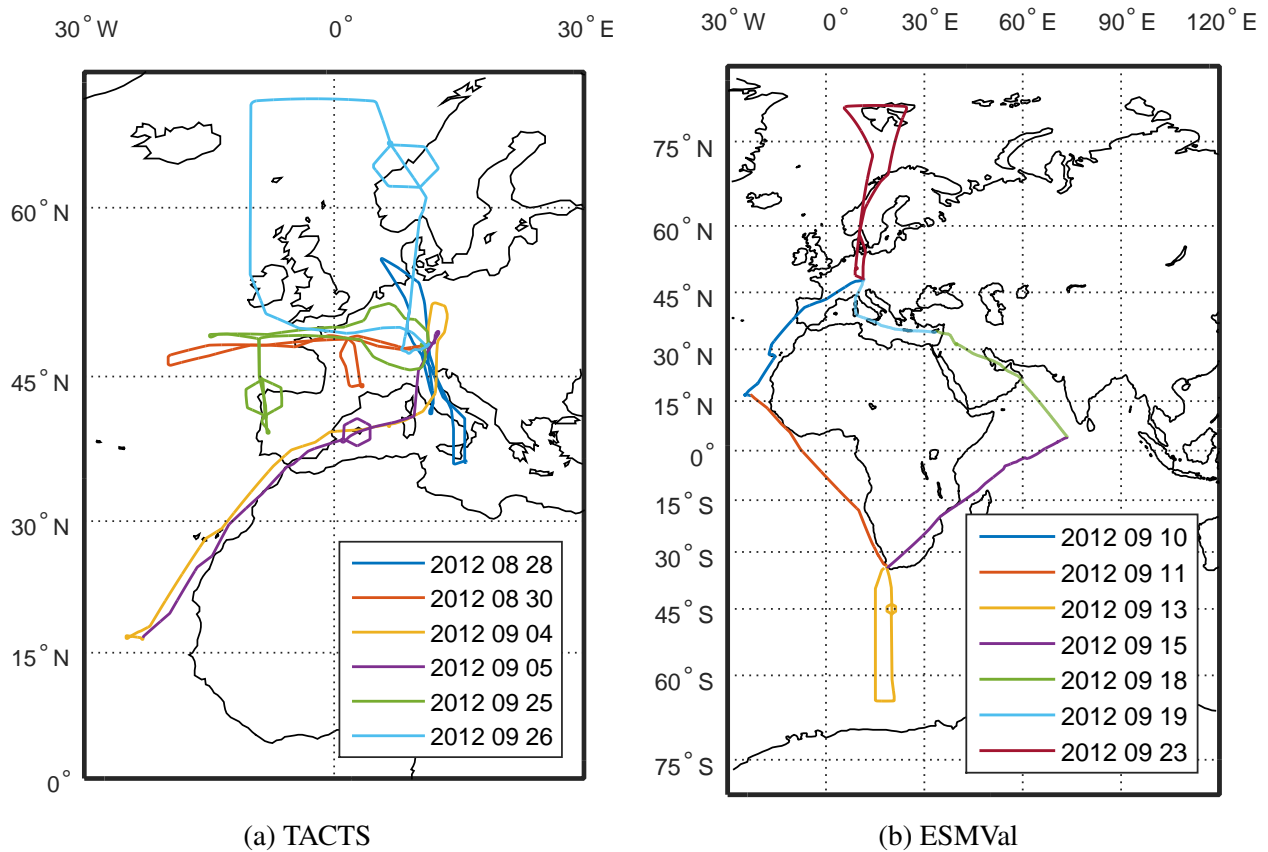 30° W 0° 30° E
60° N
45° N
30° N
15° N
0°
2012 08 28
2012 08 30
2012 09 04
2012 09 05
2012 09 25
2012 09 26
(a) TACTS
30° W 0° 30° E 60° E 90° E 120° E
75° N
60° N
45° N
30° N
15° N
0°
15° S
30° S
45° S
60° S
75° S
2012 09 10
2012 09 11
2012 09 13
2012 09 15
2012 09 18
2012 09 19
2012 09 23
(b) ESMVal